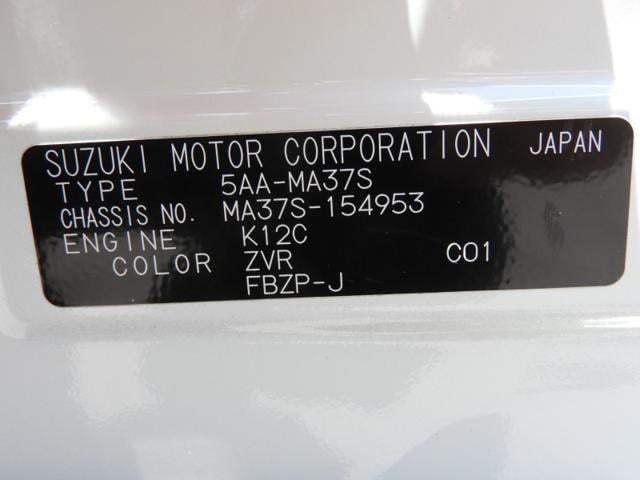 SUZUKI MOTOR CORPORATION JAPAN
TYPE 5AA-MA37S
CHASSIS NO. MA37S-154953
ENGINE K12C
COLOR ZVR C01
FBZP-J